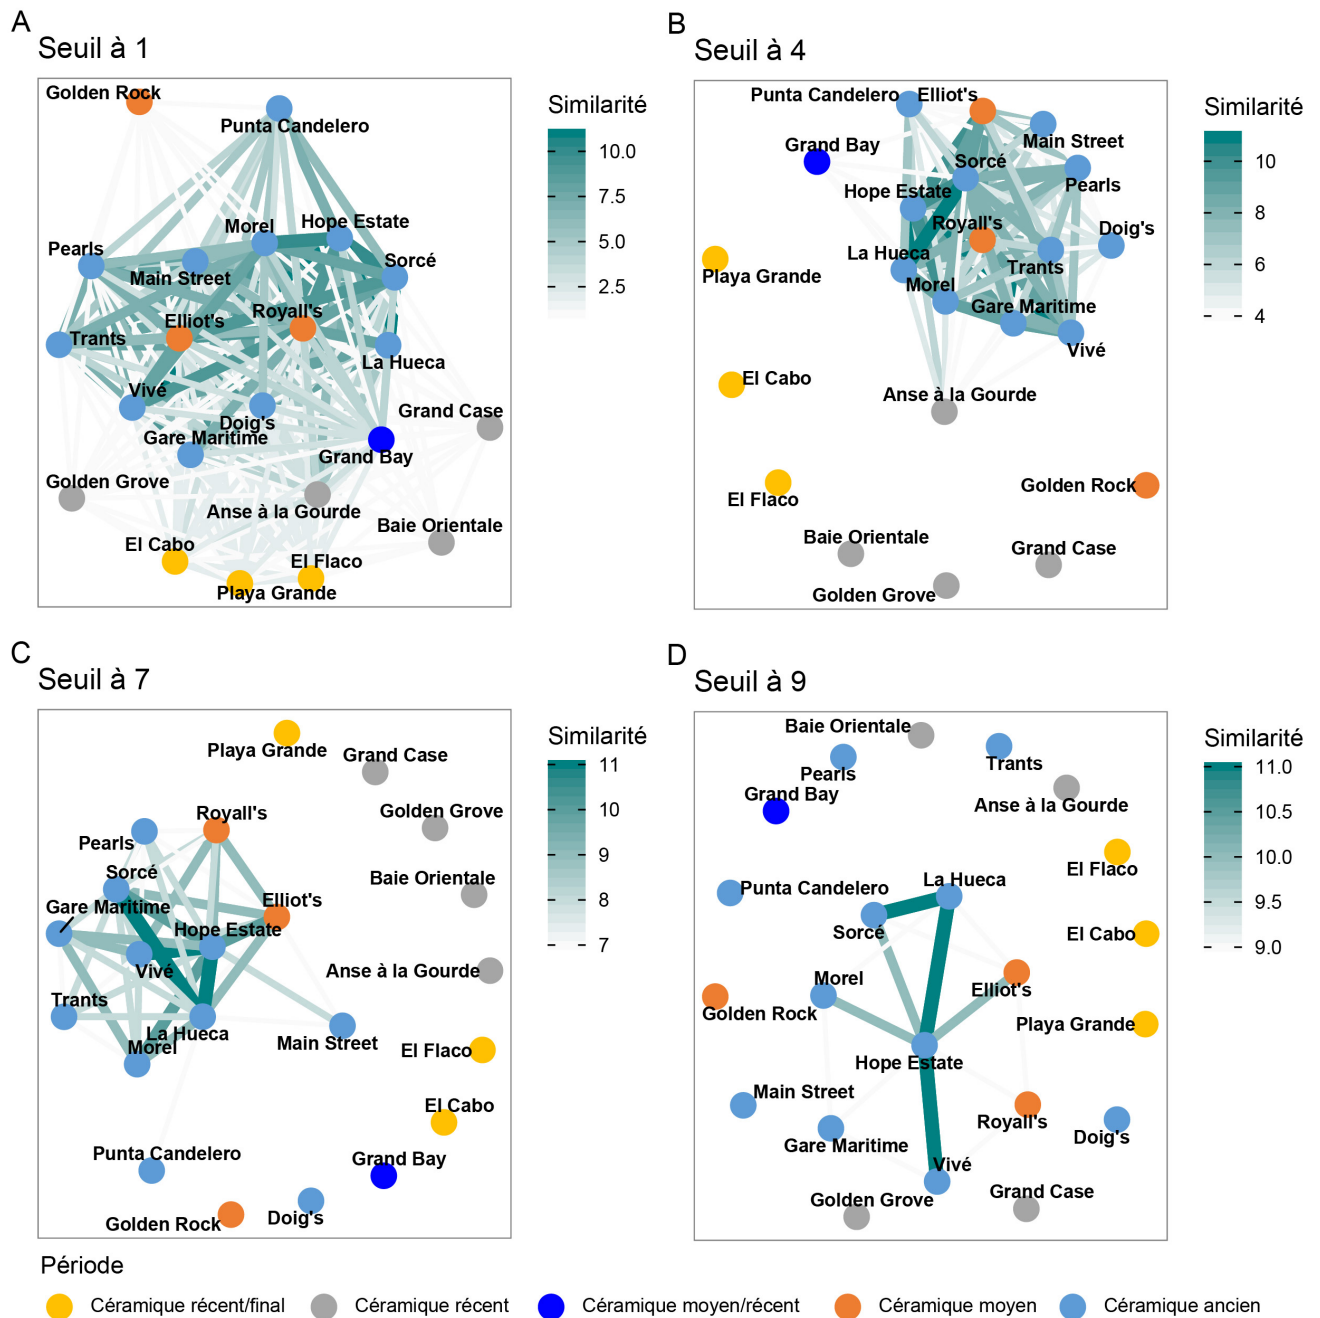 A
Seuil à 1
Golden Rock
Punta Candelero
Morel
Hope Estate
Pearls
Main Street
Sorcé
Elliot's
Royall's
Trants
La Hueca
Vivé
Doig's
Grand Case
Gare Maritime
Grand Bay
Golden Grove
Anse à la Gourde
Baie Orientale
El Cabo
El Flaco
Playa Grande
Similarité
10.0
7.5
5.0
2.5
B
Seuil à 4
Punta Candelero
Elliot's
Main Street
Grand Bay
Sorcé
Pearls
Hope Estate
Royall's
Doig's
La Hueca
Trants
Playa Grande
Morel
Gare Maritime
Vivé
El Cabo
Anse à la Gourde
El Flaco
Golden Rock
Baie Orientale
Grand Case
Golden Grove
Similarité
10
8
6
4
C
Seuil à 7
Playa Grande
Grand Case
Royall's
Golden Grove
Pearls
Sorcé
Baie Orientale
Elliot's
Gare Maritime
Hope Estate
Vivé
Anse à la Gourde
Trants
La Hueca
Morel
Main Street
El Flaco
El Cabo
Punta Candelero
Grand Bay
Golden Rock
Doig's
Similarité
11
10
9
8
7
D
Seuil à 9
Baie Orientale
Pearls
Trants
Grand Bay
Anse à la Gourde
El Flaco
Punta Candelero
La Hueca
Sorcé
El Cabo
Morel
Elliot's
Golden Rock
Playa Grande
Hope Estate
Main Street
Royall's
Gare Maritime
Doig's
Vivé
Golden Grove
Grand Case
Similarité
11.0
10.5
10.0
9.5
9.0
Période
Céramique récent/final
Céramique récent
Céramique moyen/récent
Céramique moyen
Céramique ancien